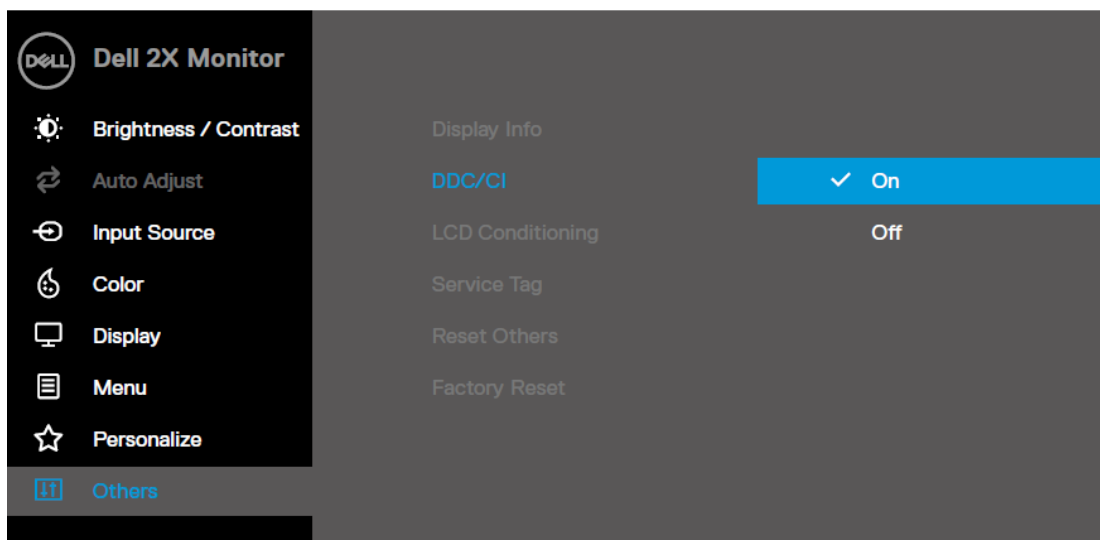 DELL
Dell 2X Monitor
Brightness / Contrast
Auto Adjust
Input Source
Color
Display
Menu
Personalize
Others
Display Info
DDC/CI
LCD Conditioning
Service Tag
Reset Others
Factory Reset
On
Off